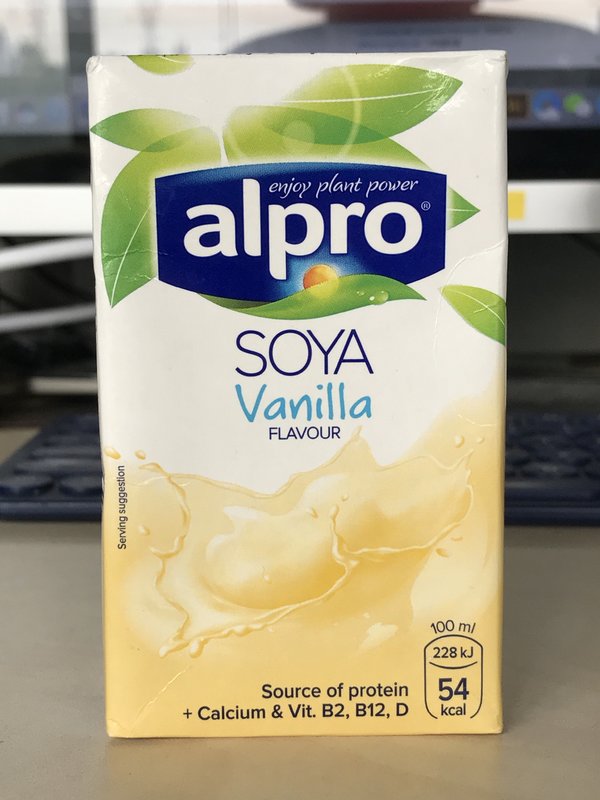 enjoy plant power
alpro®
SOYA
Vanilla
FLAVOUR
Serving suggestion
100 ml
228 kJ
54
kcal
Source of protein
+ Calcium & Vit. B2, B12, D